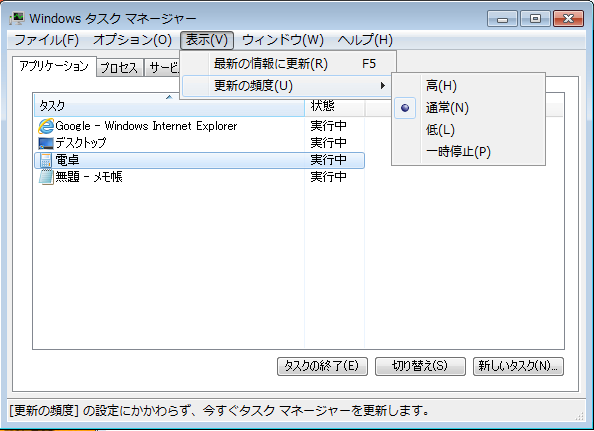 Windows タスク マネージャー
ファイル(F) オプション(O) 表示(V) ウィンドウ(W) ヘルプ(H)
最新の情報に更新(R) F5
更新の頻度(U)
高(H)
通常(N)
低(L)
一時停止(P)
アプリケーション プロセス サービ
タスク 状態
Google - Windows Internet Explorer 実行中
デスクトップ 実行中
電卓 実行中
無題 - メモ帳 実行中
タスクの終了(E) 切り替え(S) 新しいタスク(N)...
[更新の頻度] の設定にかかわらず、今すぐタスク マネージャーを更新します。